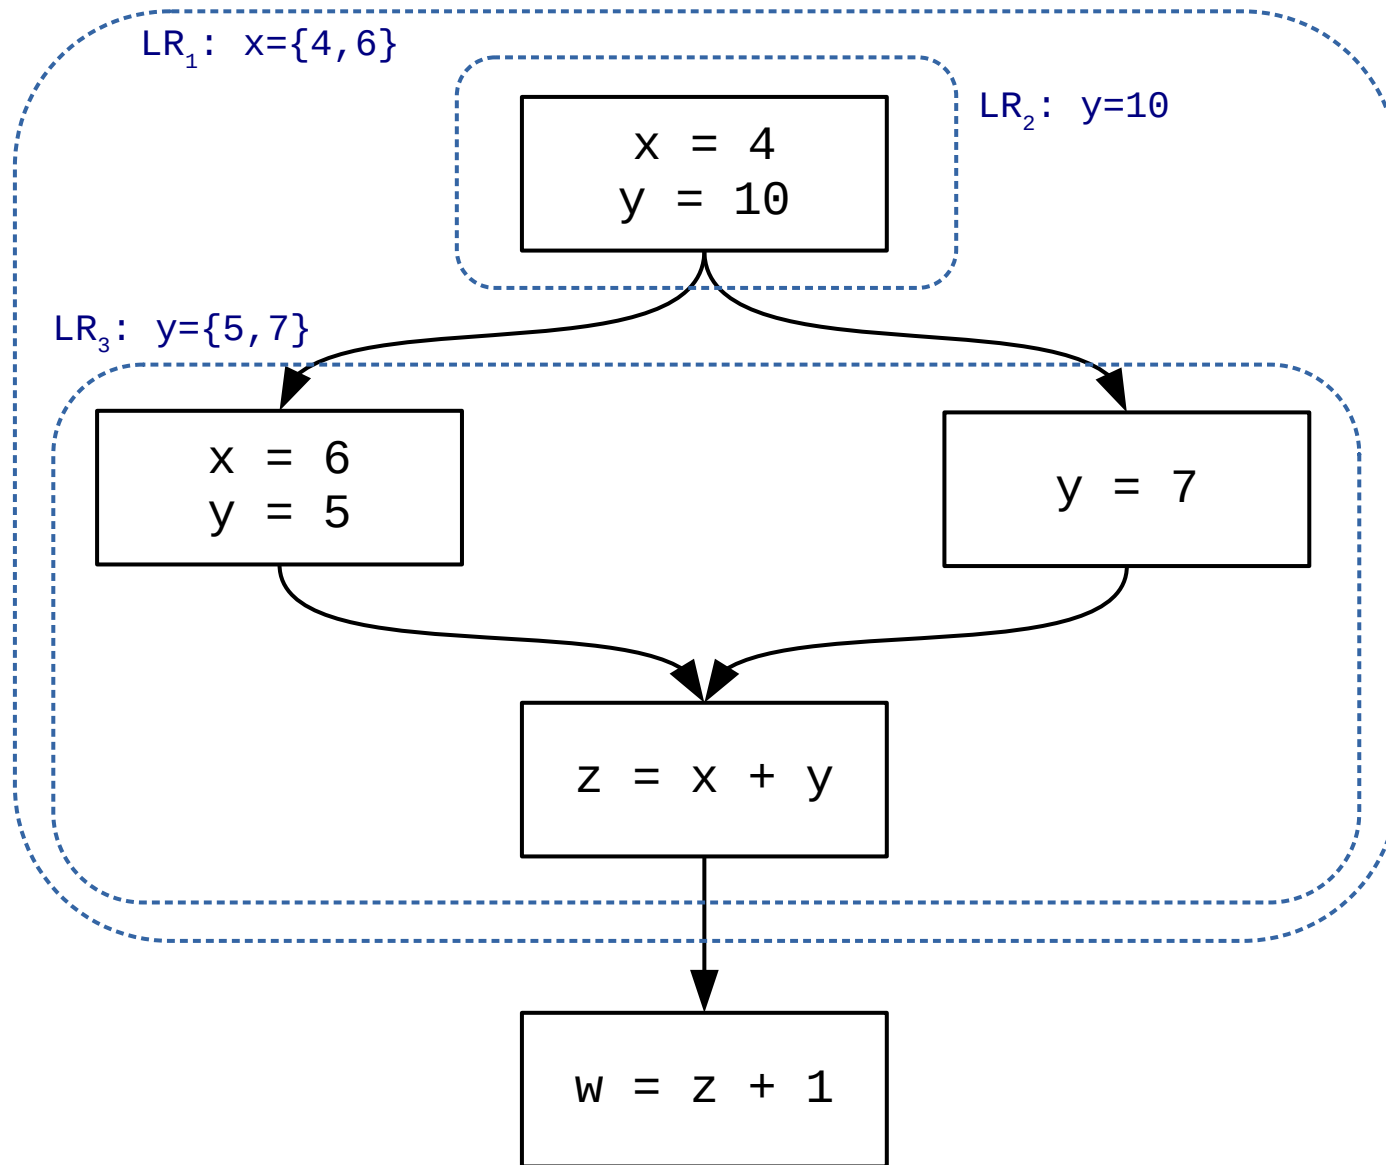 LR₁: x={4,6}
LR₂: y=10
x = 4
y = 10
LR₃: y={5,7}
x = 6
y = 5
y = 7
z = x + y
w = z + 1